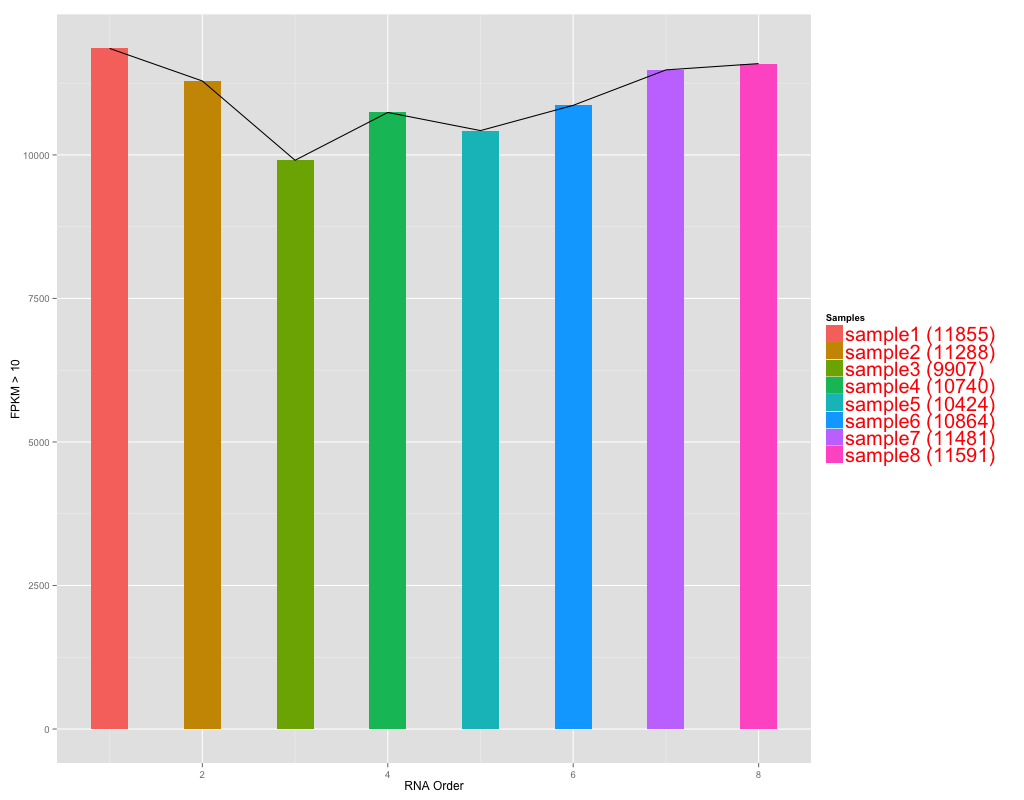 FPKM > 10
10000
7500
5000
2500
0
2
4
6
8
RNA Order
Samples
sample1 (11855)
sample2 (11288)
sample3 (9907)
sample4 (10740)
sample5 (10424)
sample6 (10864)
sample7 (11481)
sample8 (11591)